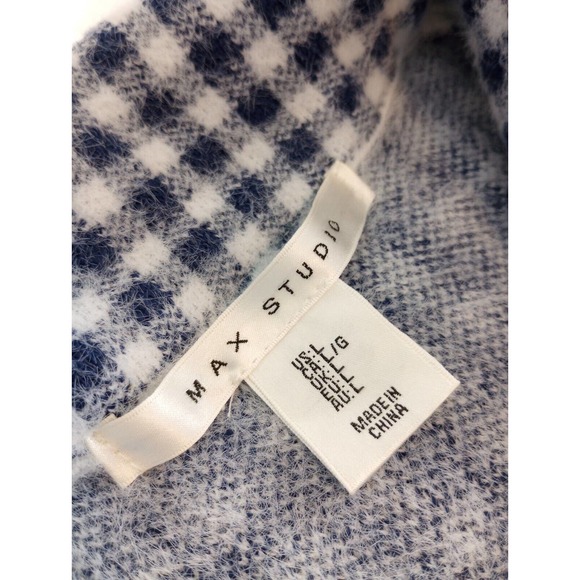 MAX STUDIO
US:L
CA:L/G
UK:L
EU:L
AU:L
MADE IN
CHINA